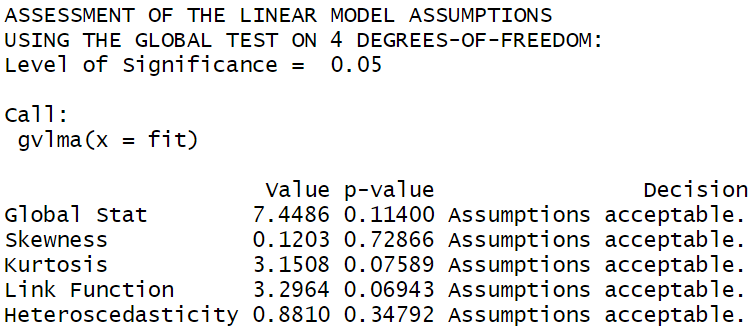 ASSESSMENT OF THE LINEAR MODEL ASSUMPTIONS
USING THE GLOBAL TEST ON 4 DEGREES-OF-FREEDOM:
Level of Significance =  0.05

Call:
 gvlma(x = fit)

                    Value p-value                Decision
Global Stat        7.4486 0.11400 Assumptions acceptable.
Skewness           0.1203 0.72866 Assumptions acceptable.
Kurtosis           3.1508 0.07589 Assumptions acceptable.
Link Function      3.2964 0.06943 Assumptions acceptable.
Heteroscedasticity 0.8810 0.34792 Assumptions acceptable.